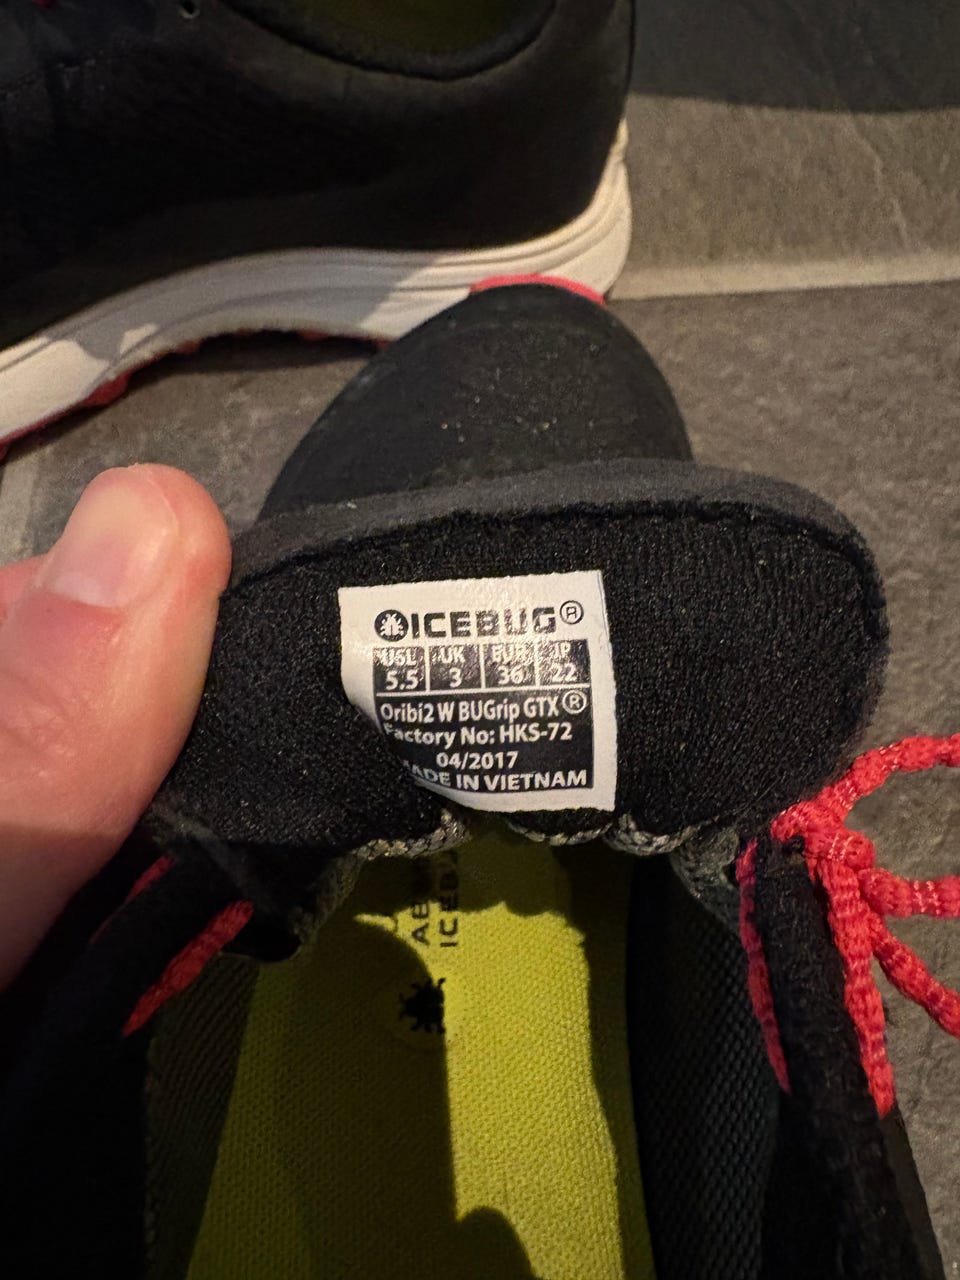 ICEBUG®
USL UK EUR JP
5.5 3 36 22
Oribi2 W BUGrip GTX®
Factory No: HKS-72
04/2017
MADE IN VIETNAM